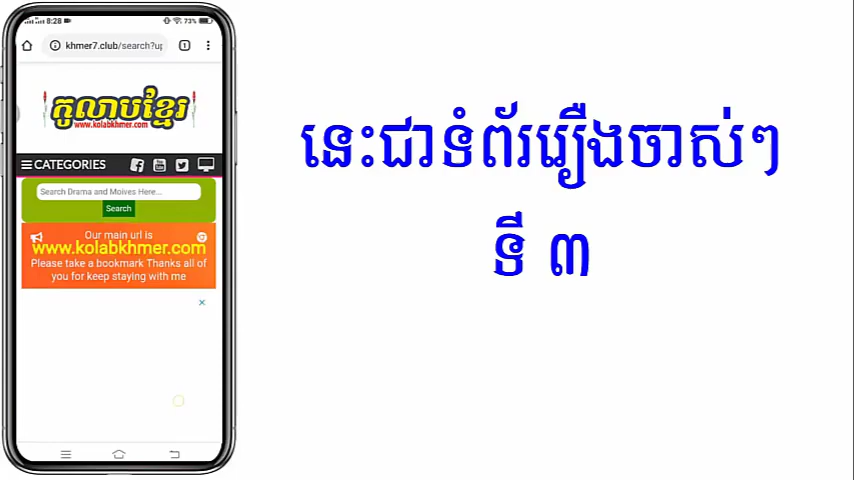 8:28
73%
khmer7.club/search?up
1
កូលាបខ្មែរ
www.kolabkhmer.com
CATEGORIES
Search Drama and Moives Here...
Search
Our main url is
www.kolabkhmer.com
Please take a bookmark Thanks all of
you for keep staying with me
នេះជាទំព័ររឿងចាស់ៗ
ទី ៣